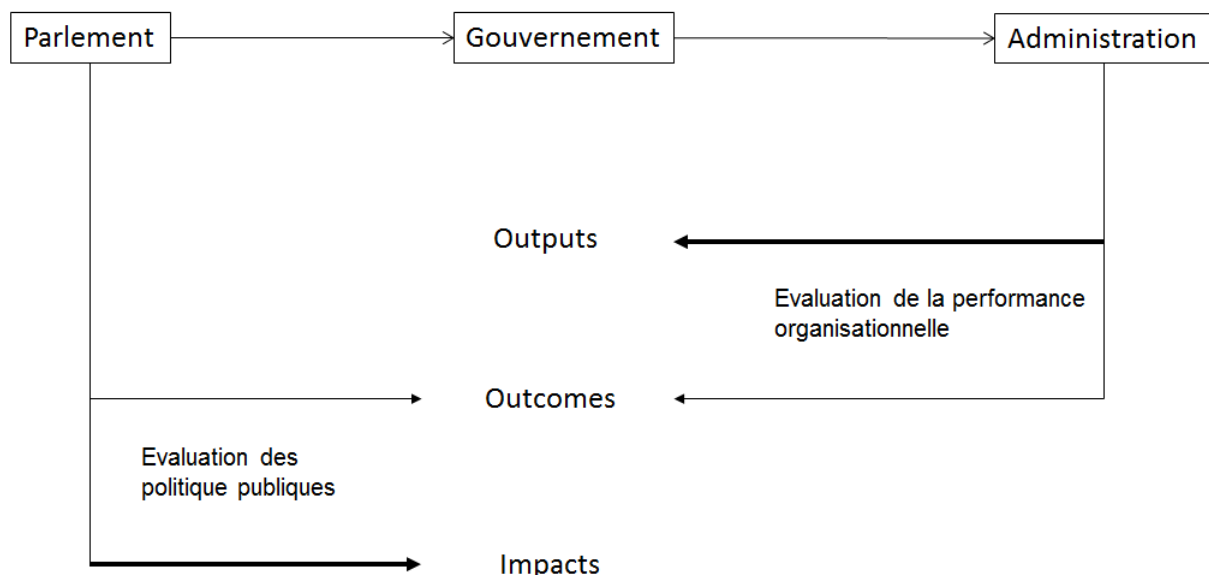 Parlement
Gouvernement
Administration
Outputs
Evaluation de la performance
organisationnelle
Outcomes
Evaluation des
politique publiques
Impacts